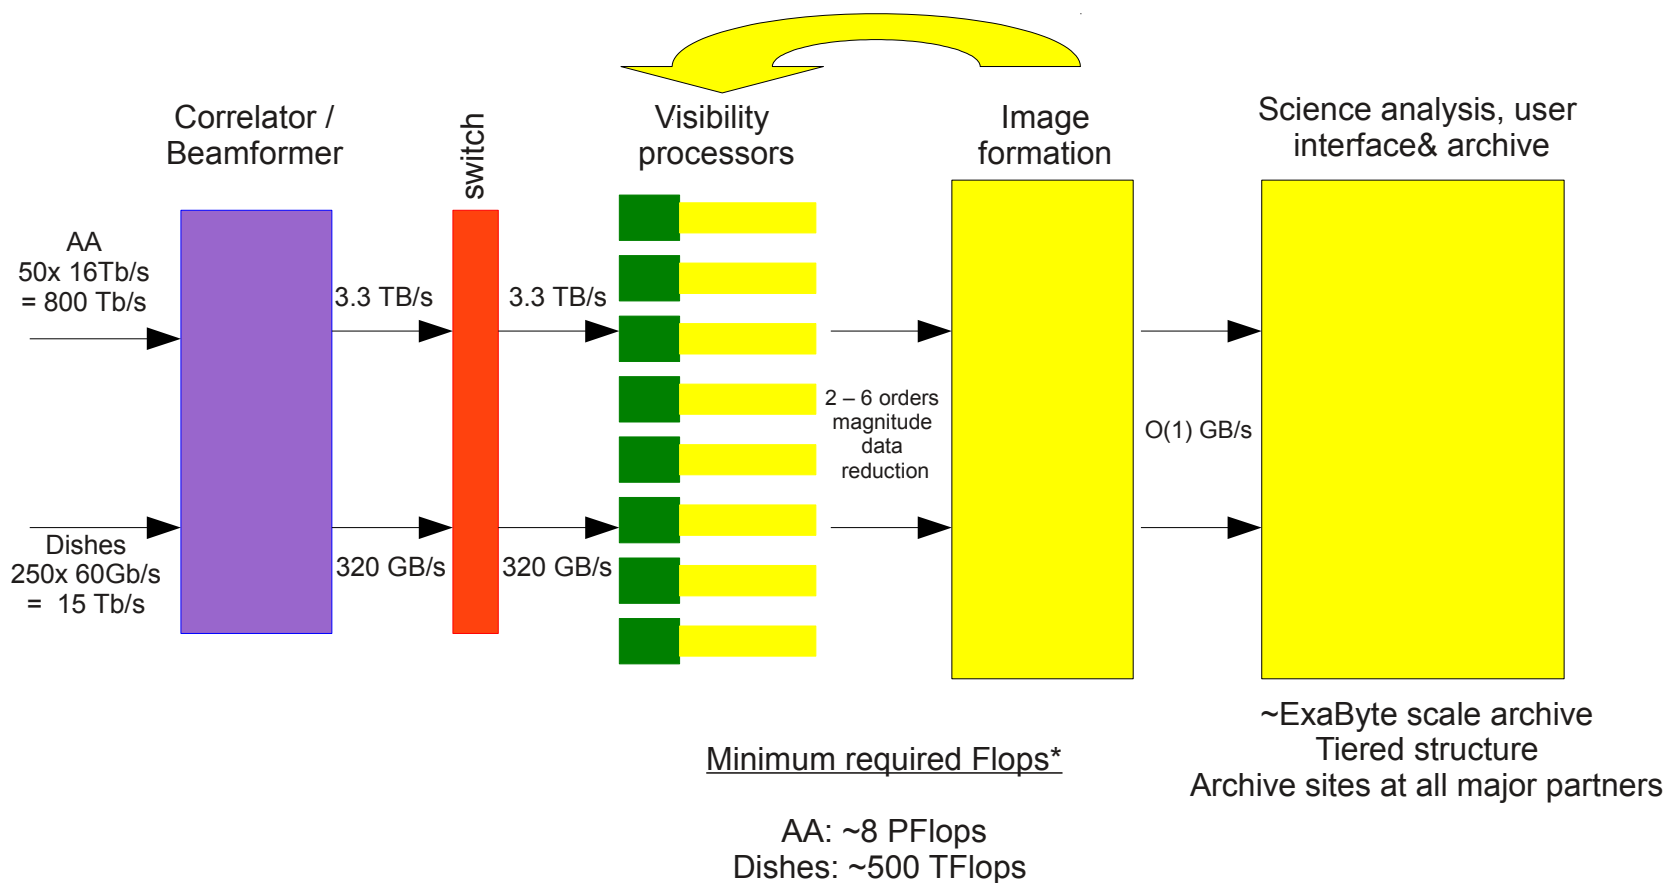 Correlator /
Beamformer
switch
Visibility
processors
Image
formation
Science analysis, user
interface& archive
AA
50x 16Tb/s
= 800 Tb/s
3.3 TB/s
3.3 TB/s
2 – 6 orders
magnitude
data
reduction
O(1) GB/s
Dishes
250x 60Gb/s
= 15 Tb/s
320 GB/s
320 GB/s
~ExaByte scale archive
Tiered structure
Archive sites at all major partners
Minimum required Flops*
AA: ~8 PFlops
Dishes: ~500 TFlops